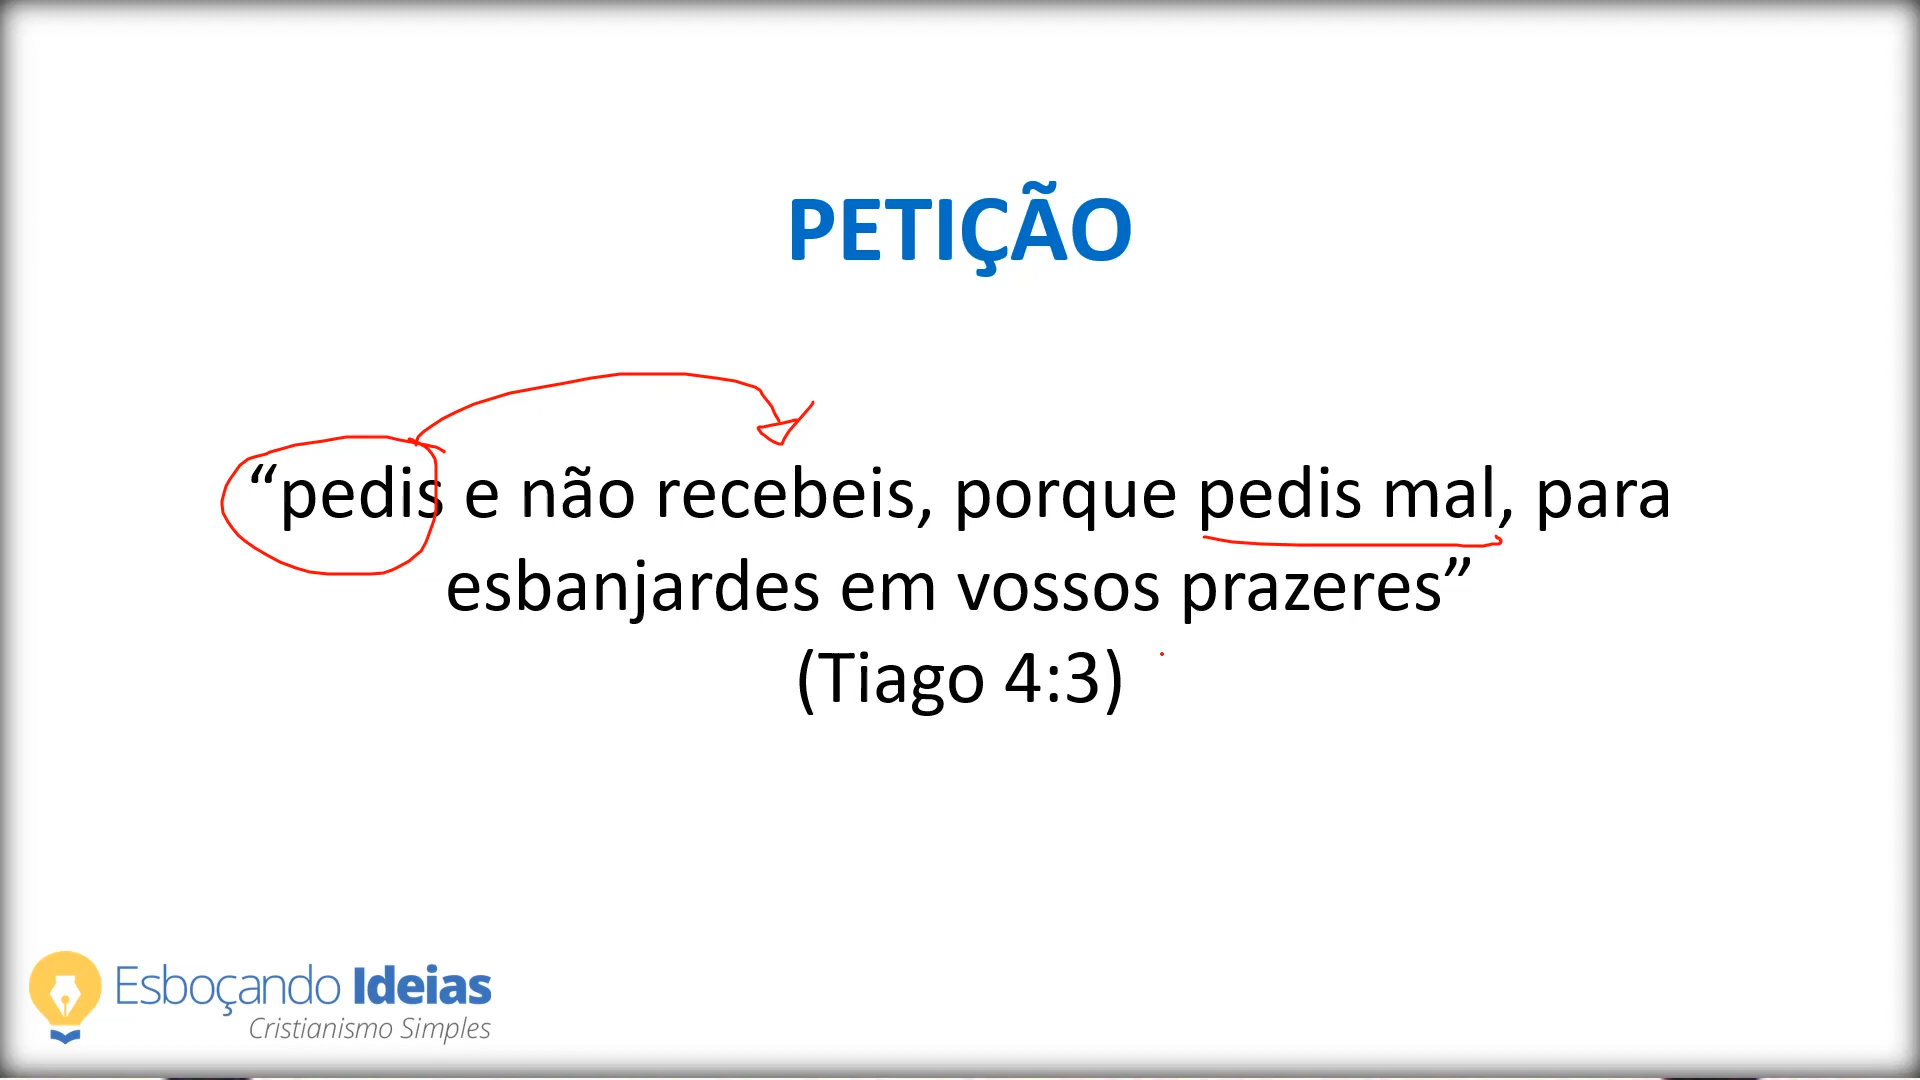 PETIÇÃO
“pedis e não recebeis, porque pedis mal, para
esbanjardes em vossos prazeres”
(Tiago 4:3)
Esboçando Ideias
Cristianismo Simples